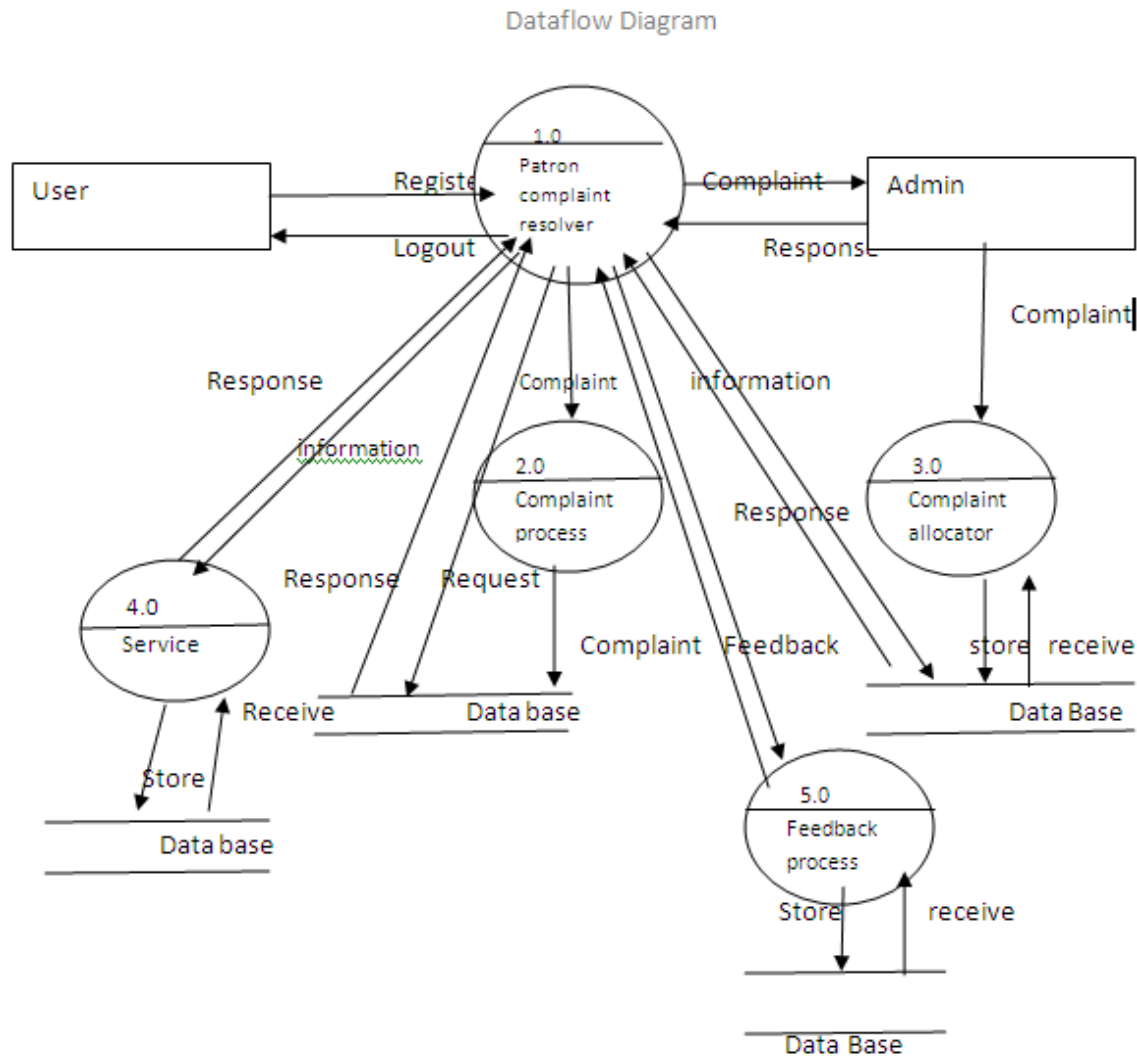 Dataflow Diagram
1.0
Patron
complaint
resolver
User
Registe
Complaint
Admin
Logout
Response
Complaint
Response
Complaint
information
information
2.0
Complaint
process
3.0
Complaint
allocator
Response
Response
Request
4.0
Service
Complaint
Feedback
store
receive
Receive
Data base
Data Base
Store
Data base
5.0
Feedback
process
Store
receive
Data Base